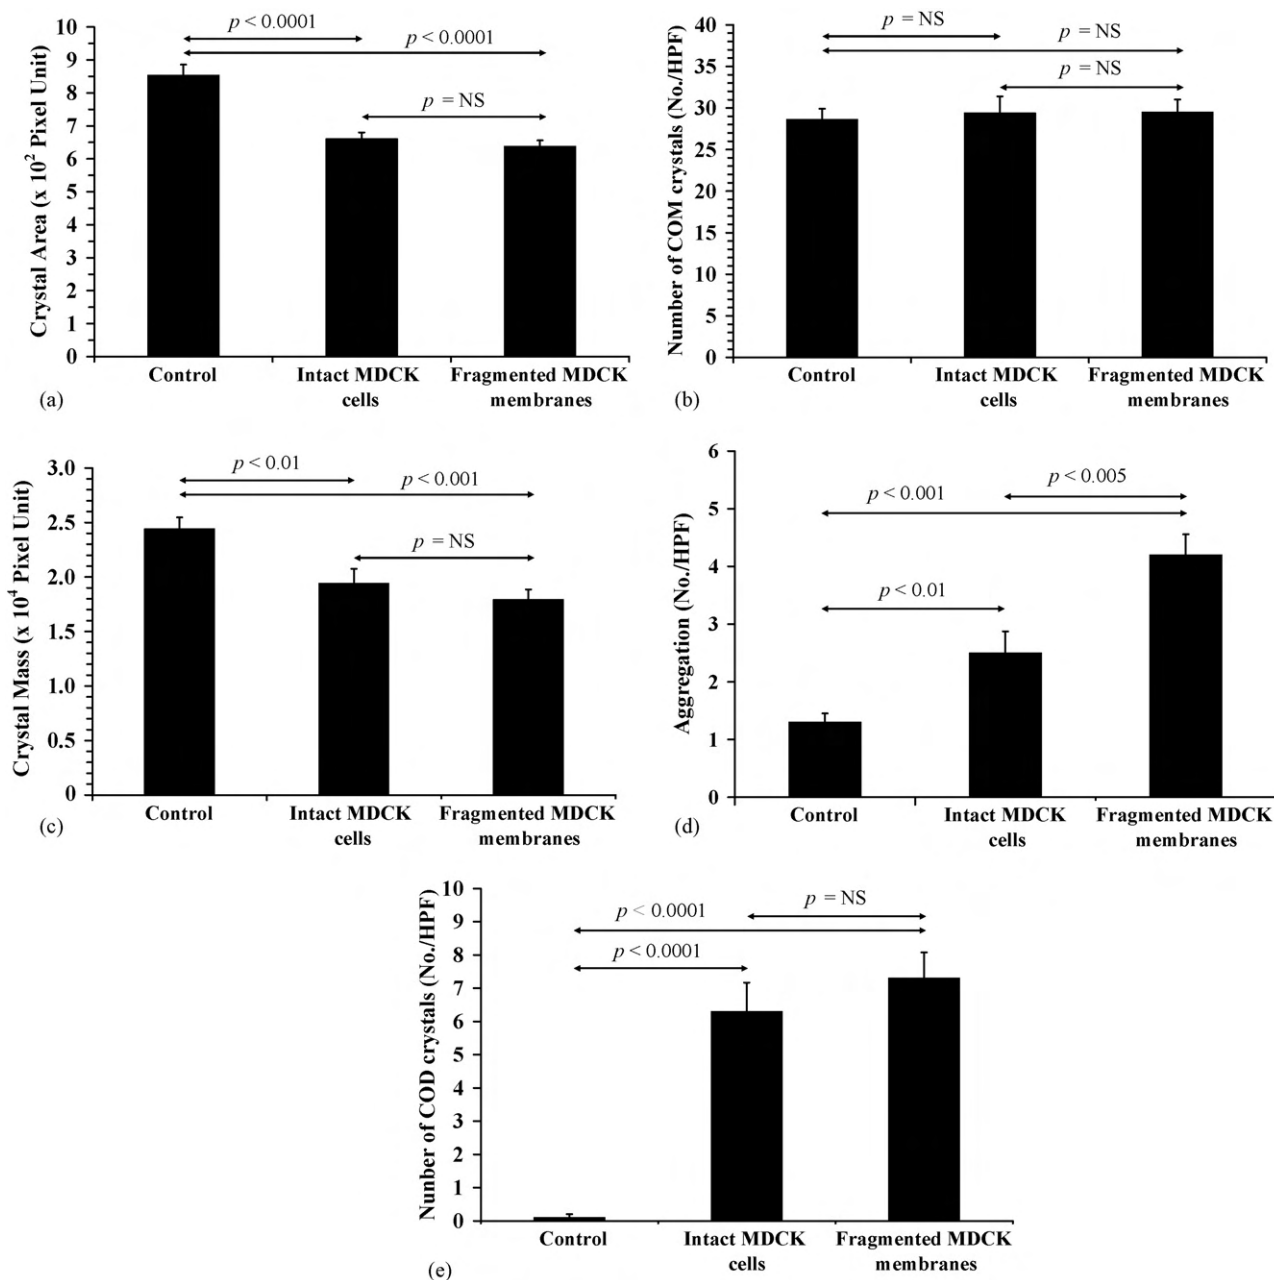 10
9
8
7
6
5
4
3
2
1
0
Crystal Area (x 10² Pixel Unit)
p < 0.0001
p < 0.0001
p = NS
Control
Intact MDCK
cells
Fragmented MDCK
membranes
(a)
40
35
30
25
20
15
10
5
0
Number of COM crystals (No./HPF)
p = NS
p = NS
p = NS
Control
Intact MDCK
cells
Fragmented MDCK
membranes
(b)
3.0
2.5
2.0
1.5
1.0
0.5
0
Crystal Mass (x 10⁴ Pixel Unit)
p < 0.01
p < 0.001
p = NS
Control
Intact MDCK
cells
Fragmented MDCK
membranes
(c)
6
5
4
3
2
1
0
Aggregation (No./HPF)
p < 0.005
p < 0.001
p < 0.01
Control
Intact MDCK
cells
Fragmented MDCK
membranes
(d)
10
9
8
7
6
5
4
3
2
1
0
Nunber of COD crystals (No./HPF)
p = NS
p < 0.0001
p < 0.0001
Control
Intact MDCK
cells
Fragmented MDCK
membranes
(e)